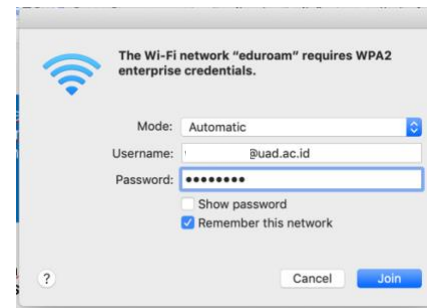 The Wi-Fi network “eduroam” requires WPA2
enterprise credentials.
Mode: Automatic
Username: @uad.ac.id
Password: ••••••••
Show password
Remember this network
? Cancel Join